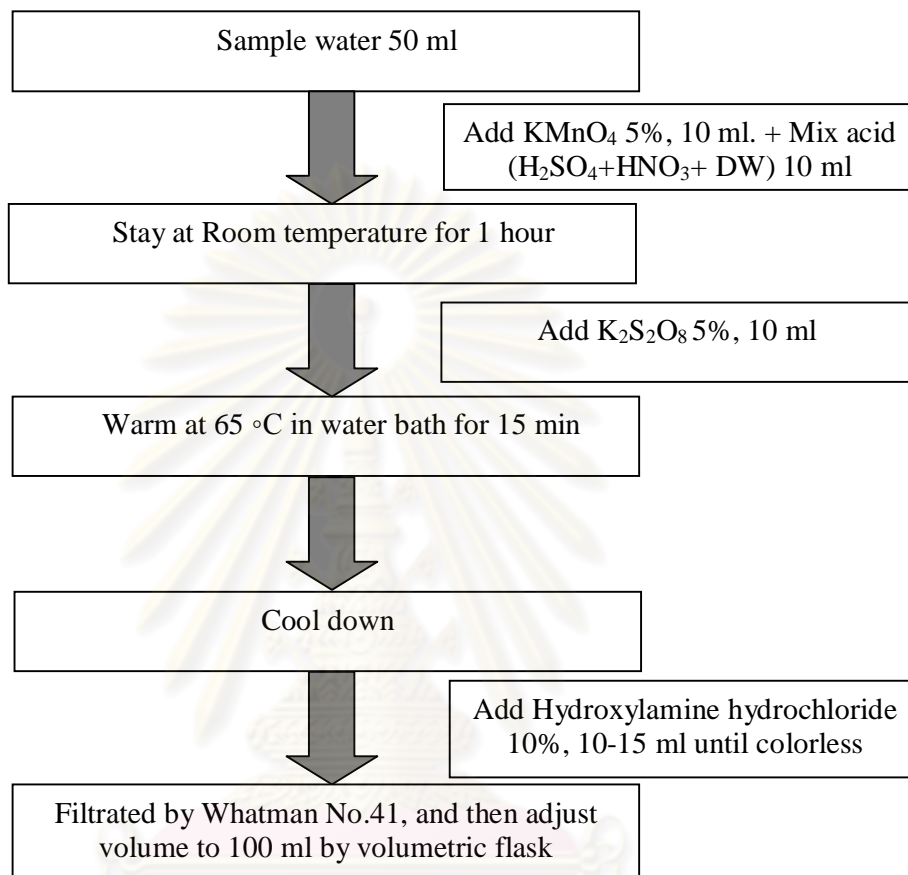 Sample water 50 ml
Add KMnO₄ 5%, 10 ml. + Mix acid
(H₂SO₄+HNO₃+ DW) 10 ml
Stay at Room temperature for 1 hour
Add K₂S₂O₈ 5%, 10 ml
Warm at 65 ◦C in water bath for 15 min
Cool down
Add Hydroxylamine hydrochloride
10%, 10-15 ml until colorless
Filtrated by Whatman No.41, and then adjust
volume to 100 ml by volumetric flask